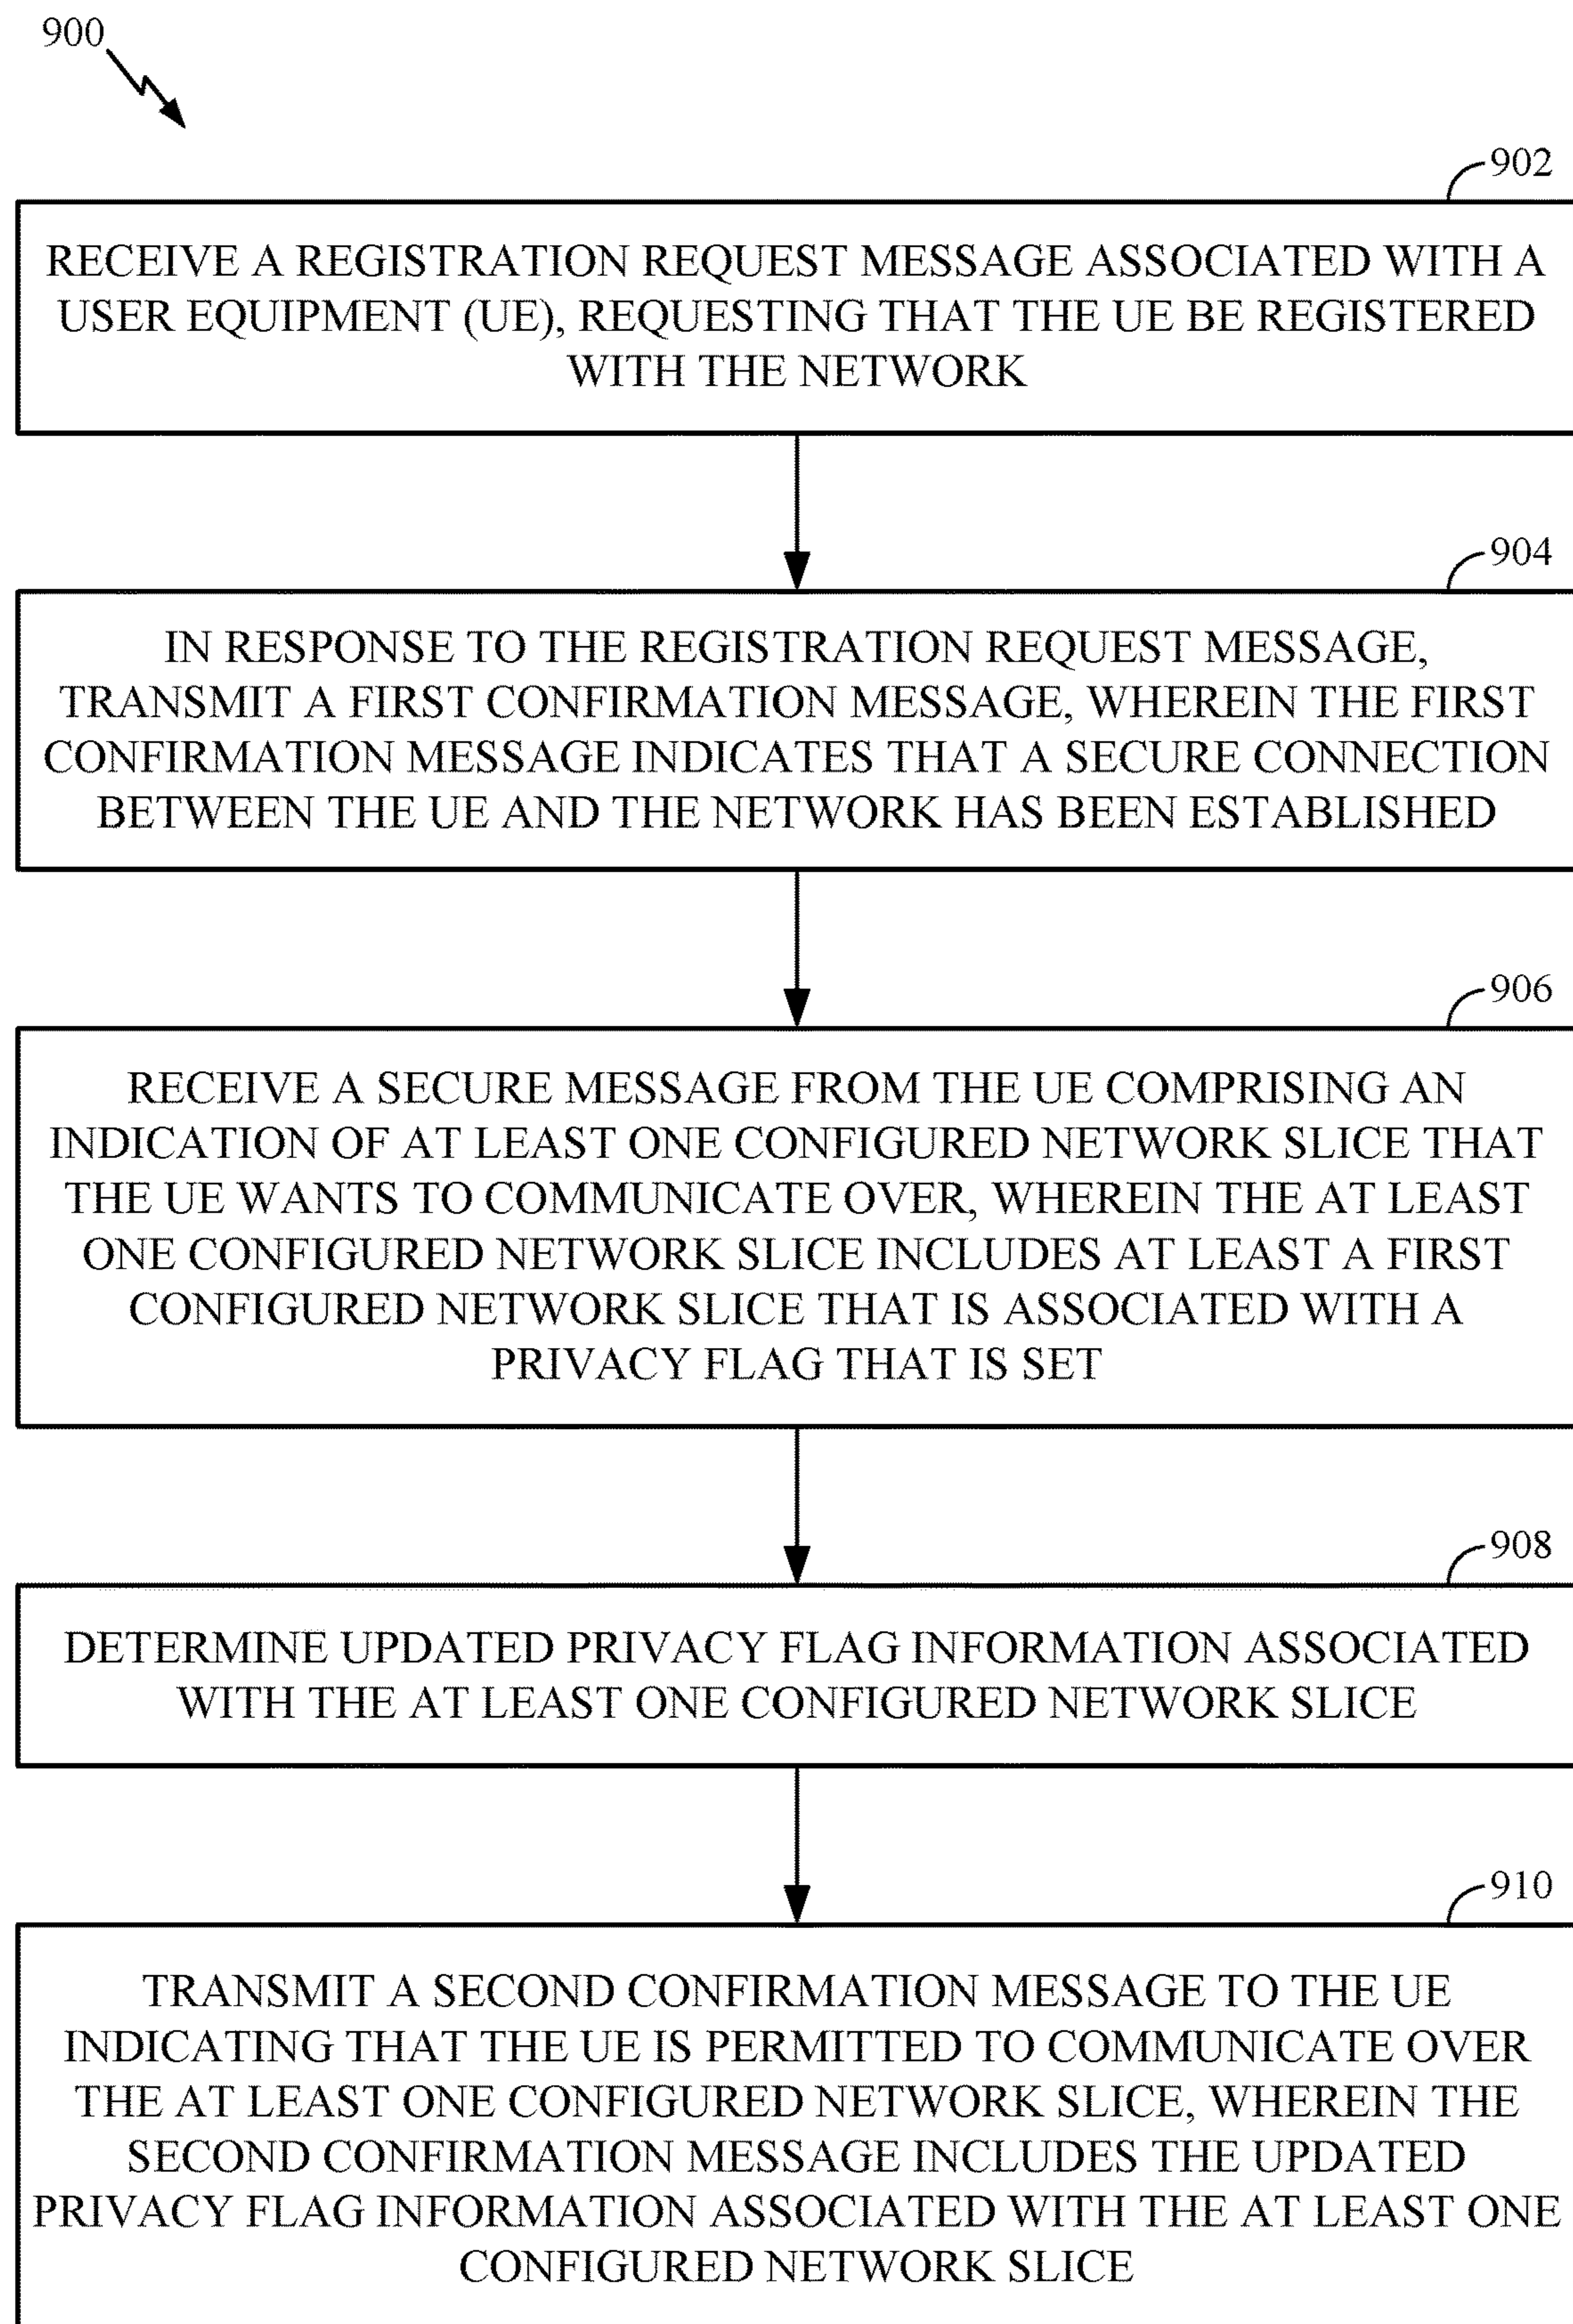 900
902
RECEIVE A REGISTRATION REQUEST MESSAGE ASSOCIATED WITH A
USER EQUIPMENT (UE), REQUESTING THAT THE UE BE REGISTERED
WITH THE NETWORK
904
IN RESPONSE TO THE REGISTRATION REQUEST MESSAGE,
TRANSMIT A FIRST CONFIRMATION MESSAGE, WHEREIN THE FIRST
CONFIRMATION MESSAGE INDICATES THAT A SECURE CONNECTION
BETWEEN THE UE AND THE NETWORK HAS BEEN ESTABLISHED
906
RECEIVE A SECURE MESSAGE FROM THE UE COMPRISING AN
INDICATION OF AT LEAST ONE CONFIGURED NETWORK SLICE THAT
THE UE WANTS TO COMMUNICATE OVER, WHEREIN THE AT LEAST
ONE CONFIGURED NETWORK SLICE INCLUDES AT LEAST A FIRST
CONFIGURED NETWORK SLICE THAT IS ASSOCIATED WITH A
PRIVACY FLAG THAT IS SET
908
DETERMINE UPDATED PRIVACY FLAG INFORMATION ASSOCIATED
WITH THE AT LEAST ONE CONFIGURED NETWORK SLICE
910
TRANSMIT A SECOND CONFIRMATION MESSAGE TO THE UE
INDICATING THAT THE UE IS PERMITTED TO COMMUNICATE OVER
THE AT LEAST ONE CONFIGURED NETWORK SLICE, WHEREIN THE
SECOND CONFIRMATION MESSAGE INCLUDES THE UPDATED
PRIVACY FLAG INFORMATION ASSOCIATED WITH THE AT LEAST ONE
CONFIGURED NETWORK SLICE